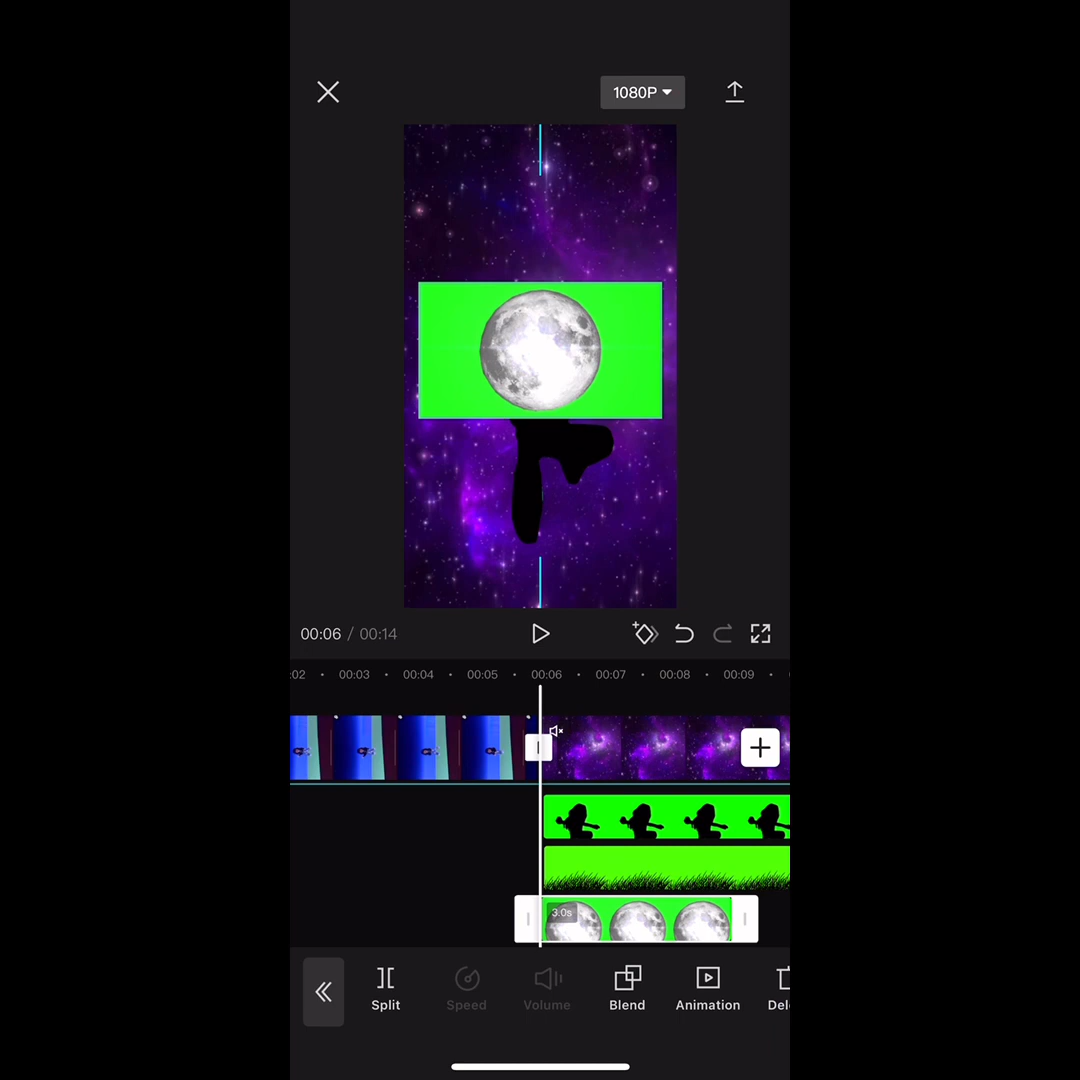 1080P
00:06 / 00:14
:02 00:03 00:04 00:05 00:06 00:07 00:08 00:09
3.0s
Split Speed Volume Blend Animation Del